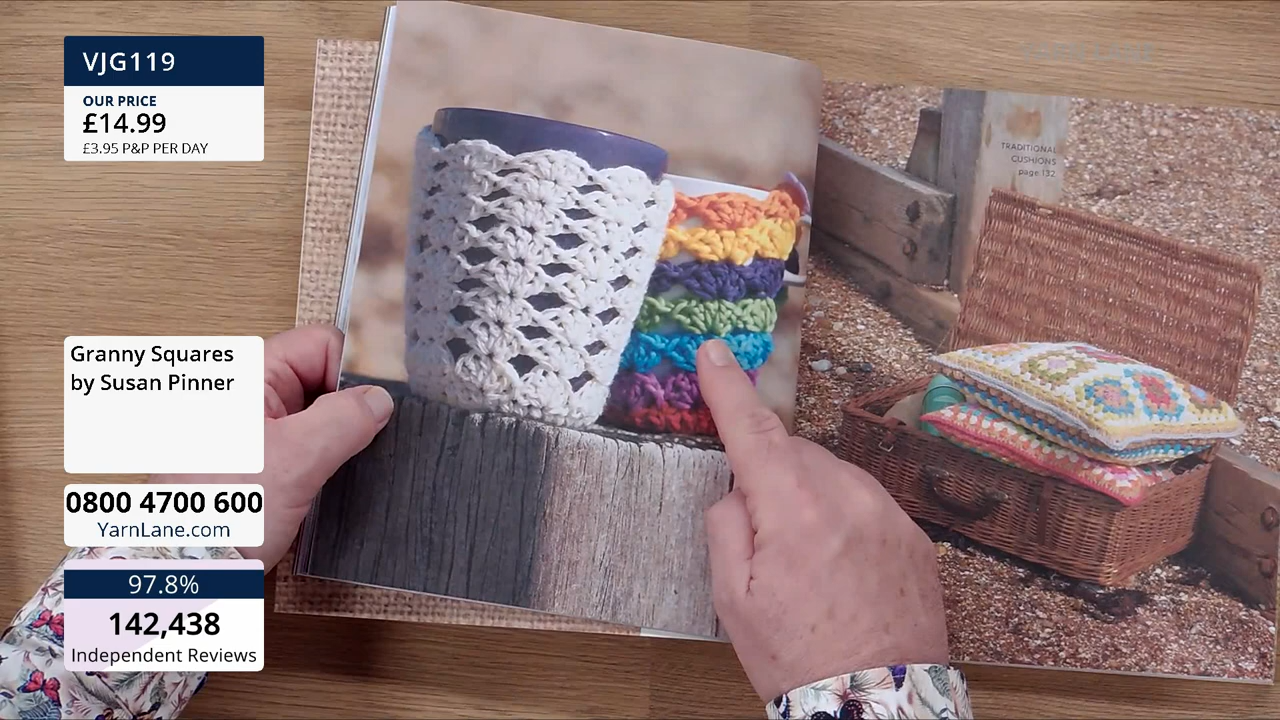 VJG119
OUR PRICE
£14.99
£3.95 P&P PER DAY
Granny Squares
by Susan Pinner
0800 4700 600
YarnLane.com
97.8%
142,438
Independent Reviews
TRADITIONAL
CUSHIONS
page 132